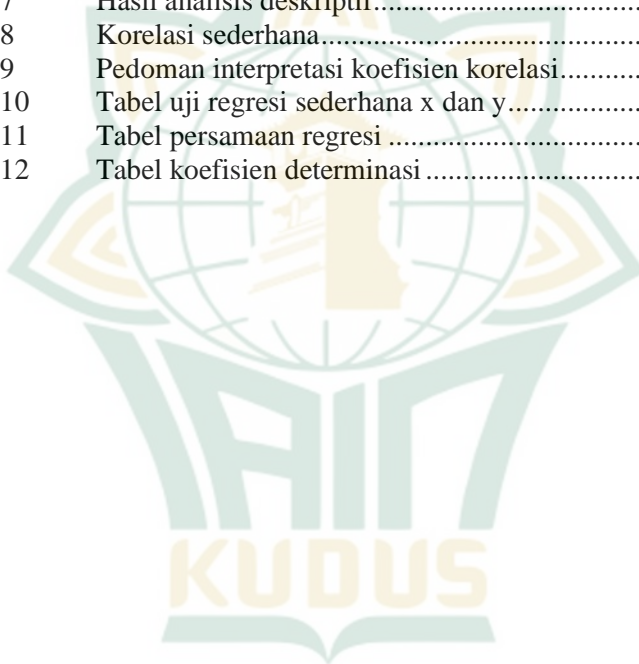 7 Hasil analisis deskriptif........................................
8 Korelasi sederhana................................................
9 Pedoman interpretasi koefisien korelasi.............
10 Tabel uji regresi sederhana x dan y.....................
11 Tabel persamaan regresi ......................................
12 Tabel koefisien determinasi .................................
IAIN
KUDUS